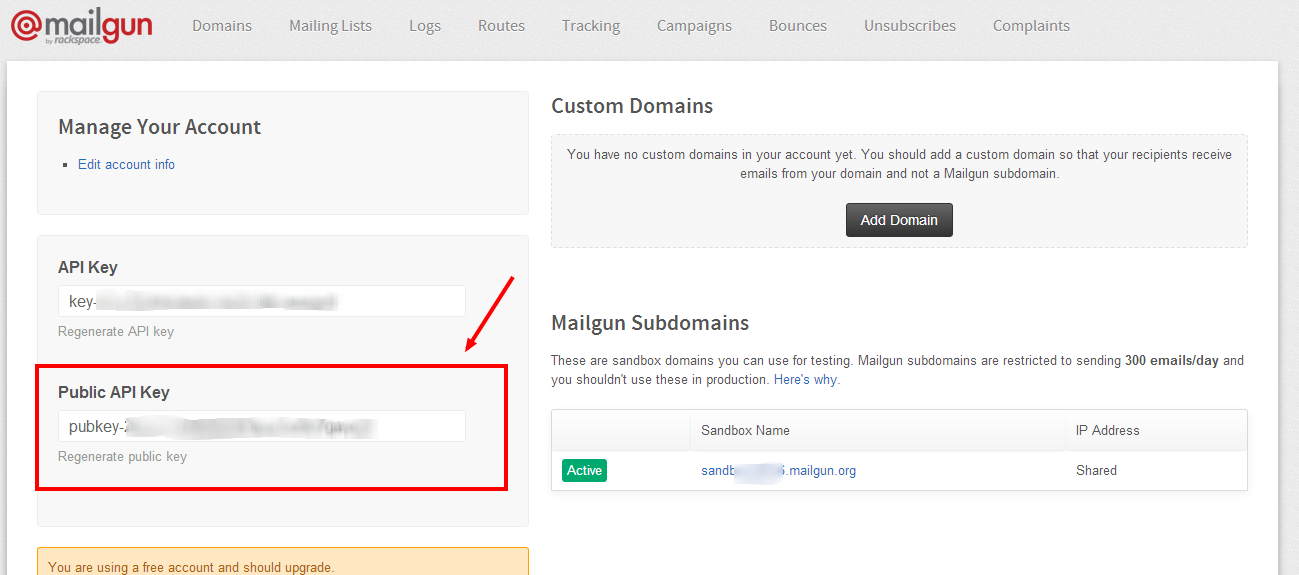 @mailgun
by rackspace
Domains Mailing Lists Logs Routes Tracking Campaigns Bounces Unsubscribes Complaints
Manage Your Account
Edit account info
API Key
key-
Regenerate API key
Public API Key
pubkey-
Regenerate public key
You are using a free account and should upgrade.
Custom Domains
You have no custom domains in your account yet. You should add a custom domain so that your recipients receive
emails from your domain and not a Mailgun subdomain.
Add Domain
Mailgun Subdomains
These are sandbox domains you can use for testing. Mailgun subdomains are restricted to sending 300 emails/day and
you shouldn't use these in production. Here's why.
Sandbox Name IP Address
Active .mailgun.org Shared